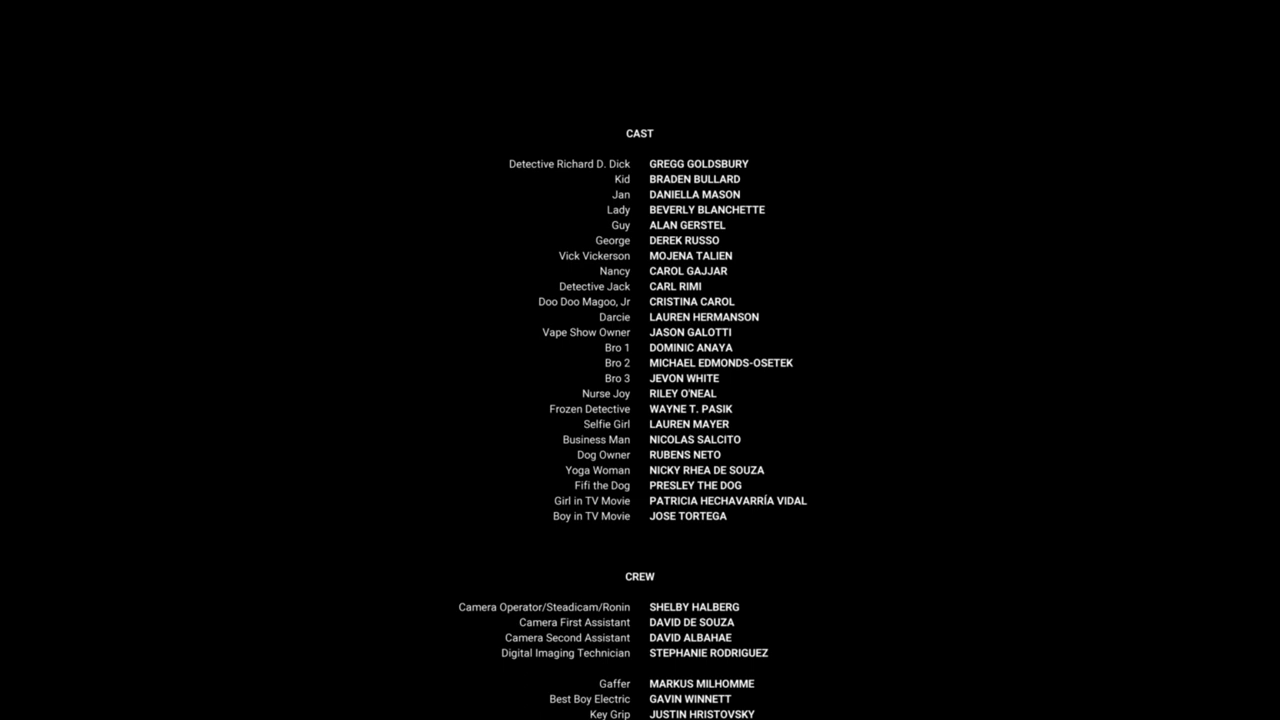 CAST
Detective Richard D. Dick GREGG GOLDSBURY
Kid BRADEN BULLARD
Jan DANIELLA MASON
Lady BEVERLY BLANCHETTE
Guy ALAN GERSTEL
George DEREK RUSSO
Vick Vickerson MOJENA TALIEN
Nancy CAROL GAJJAR
Detective Jack CARL RIMI
Doo Doo Magoo, Jr CRISTINA CAROL
Darcie LAUREN HERMANSON
Vape Show Owner JASON GALOTTI
Bro 1 DOMINIC ANAYA
Bro 2 MICHAEL EDMONDS-OSETEK
Bro 3 JEVON WHITE
Nurse Joy RILEY O'NEAL
Frozen Detective WAYNE T. PASIK
Selfie Girl LAUREN MAYER
Business Man NICOLAS SALCITO
Dog Owner RUBENS NETO
Yoga Woman NICKY RHEA DE SOUZA
Fifi the Dog PRESLEY THE DOG
Girl in TV Movie PATRICIA HECHAVARRÍA VIDAL
Boy in TV Movie JOSE TORTEGA
CREW
Camera Operator/Steadicam/Ronin SHELBY HALBERG
Camera First Assistant DAVID DE SOUZA
Camera Second Assistant DAVID ALBAHAE
Digital Imaging Technician STEPHANIE RODRIGUEZ
Gaffer MARKUS MILHOMME
Best Boy Electric GAVIN WINNETT
Key Grip JUSTIN HRISTOVSKY